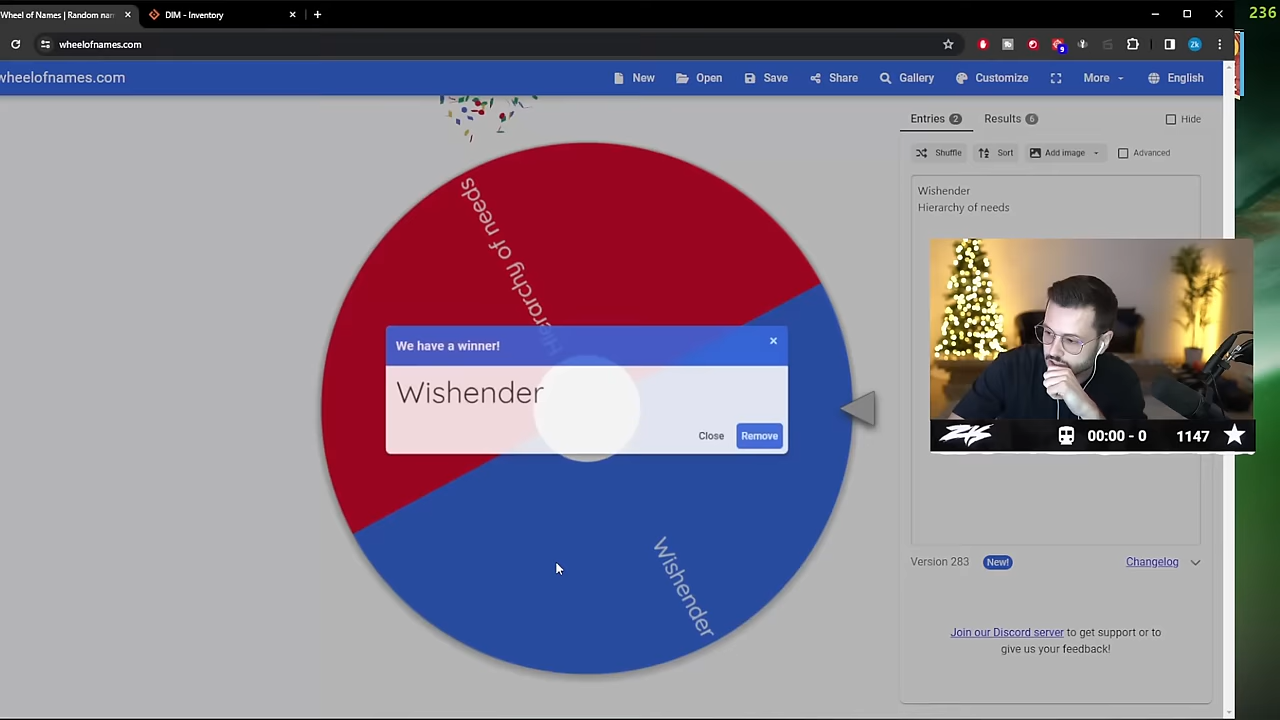 Wheel of Names | Random nam
DIM - Inventory
236
wheelofnames.com
9
Zk
wheelofnames.com
New
Open
Save
Share
Gallery
Customize
More
English
Entries 2
Results 6
Hide
Shuffle
Sort
Add image
Advanced
Wishender
Hierarchy of needs
Hierarchy of needs
We have a winner!
Wishender
Close
Remove
Wishender
ZK
00:00 - 0
1147
Version 283
New!
Changelog
Join our Discord server to get support or to
give us your feedback!